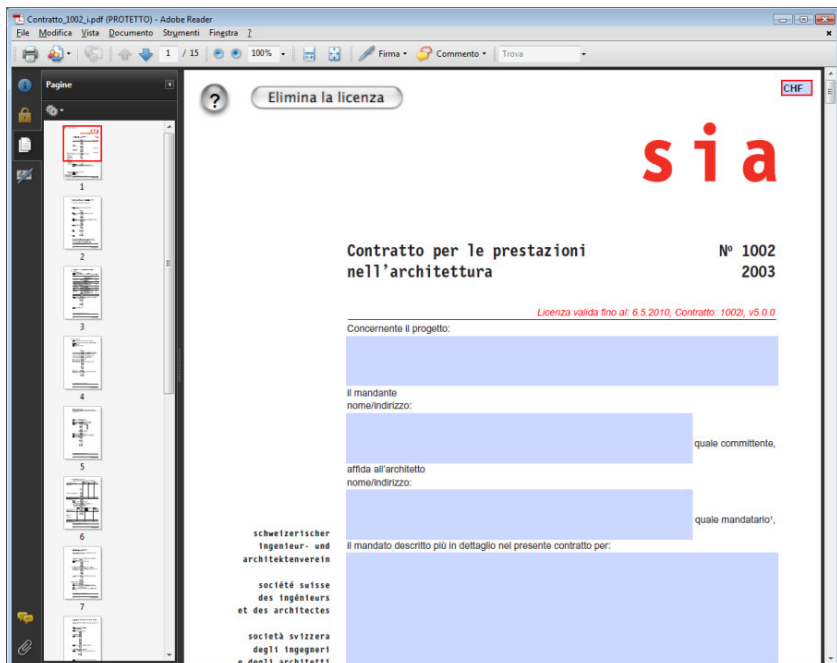 Contratto_1002_i.pdf (PROTETTO) - Adobe Reader
File Modifica Vista Documento Strumenti Finestra ?
1 / 15 100% Firma Commento Trova
Pagine
1
2
3
4
5
6
7
? Elimina la licenza
CHF
sia
Contratto per le prestazioni
nell'architettura
Nº 1002
2003
Licenza valida fino al: 6.5.2010, Contratto: 1002i, v5.0.0
Concernente il progetto:
il mandante
nome/indirizzo:
quale committente,
affida all'architetto
nome/indirizzo:
quale mandatario¹,
il mandato descritto più in dettaglio nel presente contratto per:
schweizerischer
ingenieur- und
architektenverein
société suisse
des ingénieurs
et des architectes
società svizzera
degli ingegneri
e degli architetti